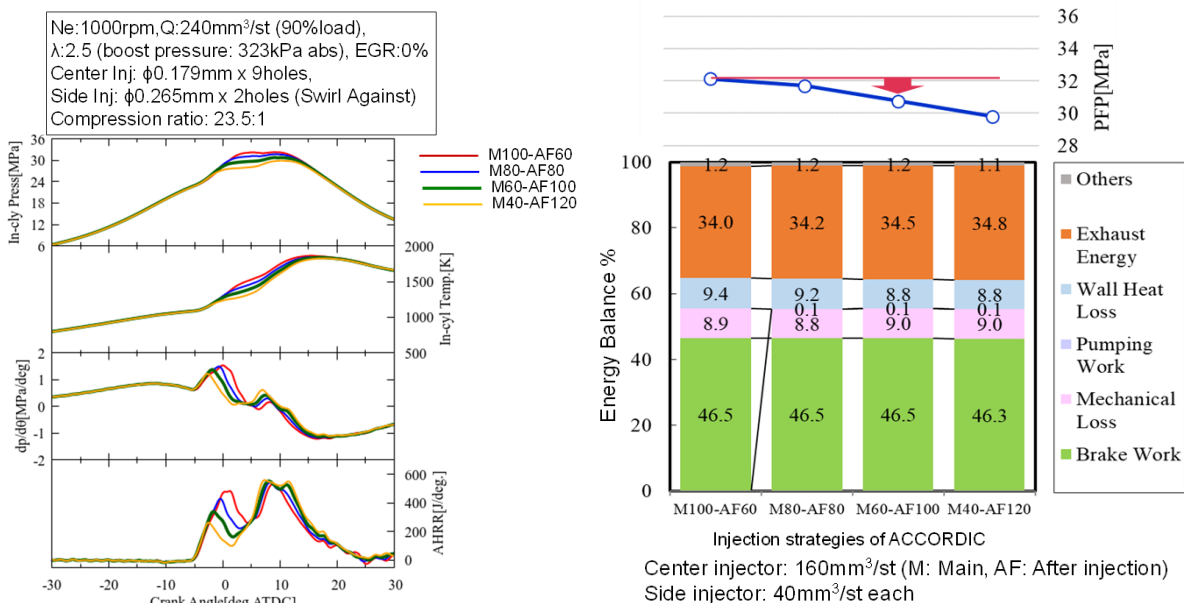 Ne:1000rpm,Q:240mm³/st (90%load),
λ:2.5 (boost pressure: 323kPa abs), EGR:0%
Center Inj: ϕ0.179mm x 9holes,
Side Inj: ϕ0.265mm x 2holes (Swirl Against)
Compression ratio: 23.5:1
In-cly Press[MPa]
36
30
24
18
12
6
M100-AF60
M80-AF80
M60-AF100
M40-AF120
2000
1500
1000
500
In-cyl Temp.[K]
dp/dθ[MPa/deg]
2
1
0
-1
-2
600
400
200
0
AHRR[J/deg.]
-30
-20
-10
0
10
20
30
Crank Angle[deg.ATDC]
36
34
32
30
28
PFP[MPa]
Energy Balance %
100
80
60
40
20
0
1.2
1.2
1.2
1.1
34.0
34.2
34.5
34.8
9.4
9.2
8.8
8.8
0.1
0.1
0.1
8.9
8.8
9.0
9.0
46.5
46.5
46.5
46.3
M100-AF60
M80-AF80
M60-AF100
M40-AF120
Others
Exhaust
Energy
Wall Heat
Loss
Pumping
Work
Mechanical
Loss
Brake Work
Injection strategies of ACCORDIC
Center injector: 160mm³/st (M: Main, AF: After injection)
Side injector: 40mm³/st each